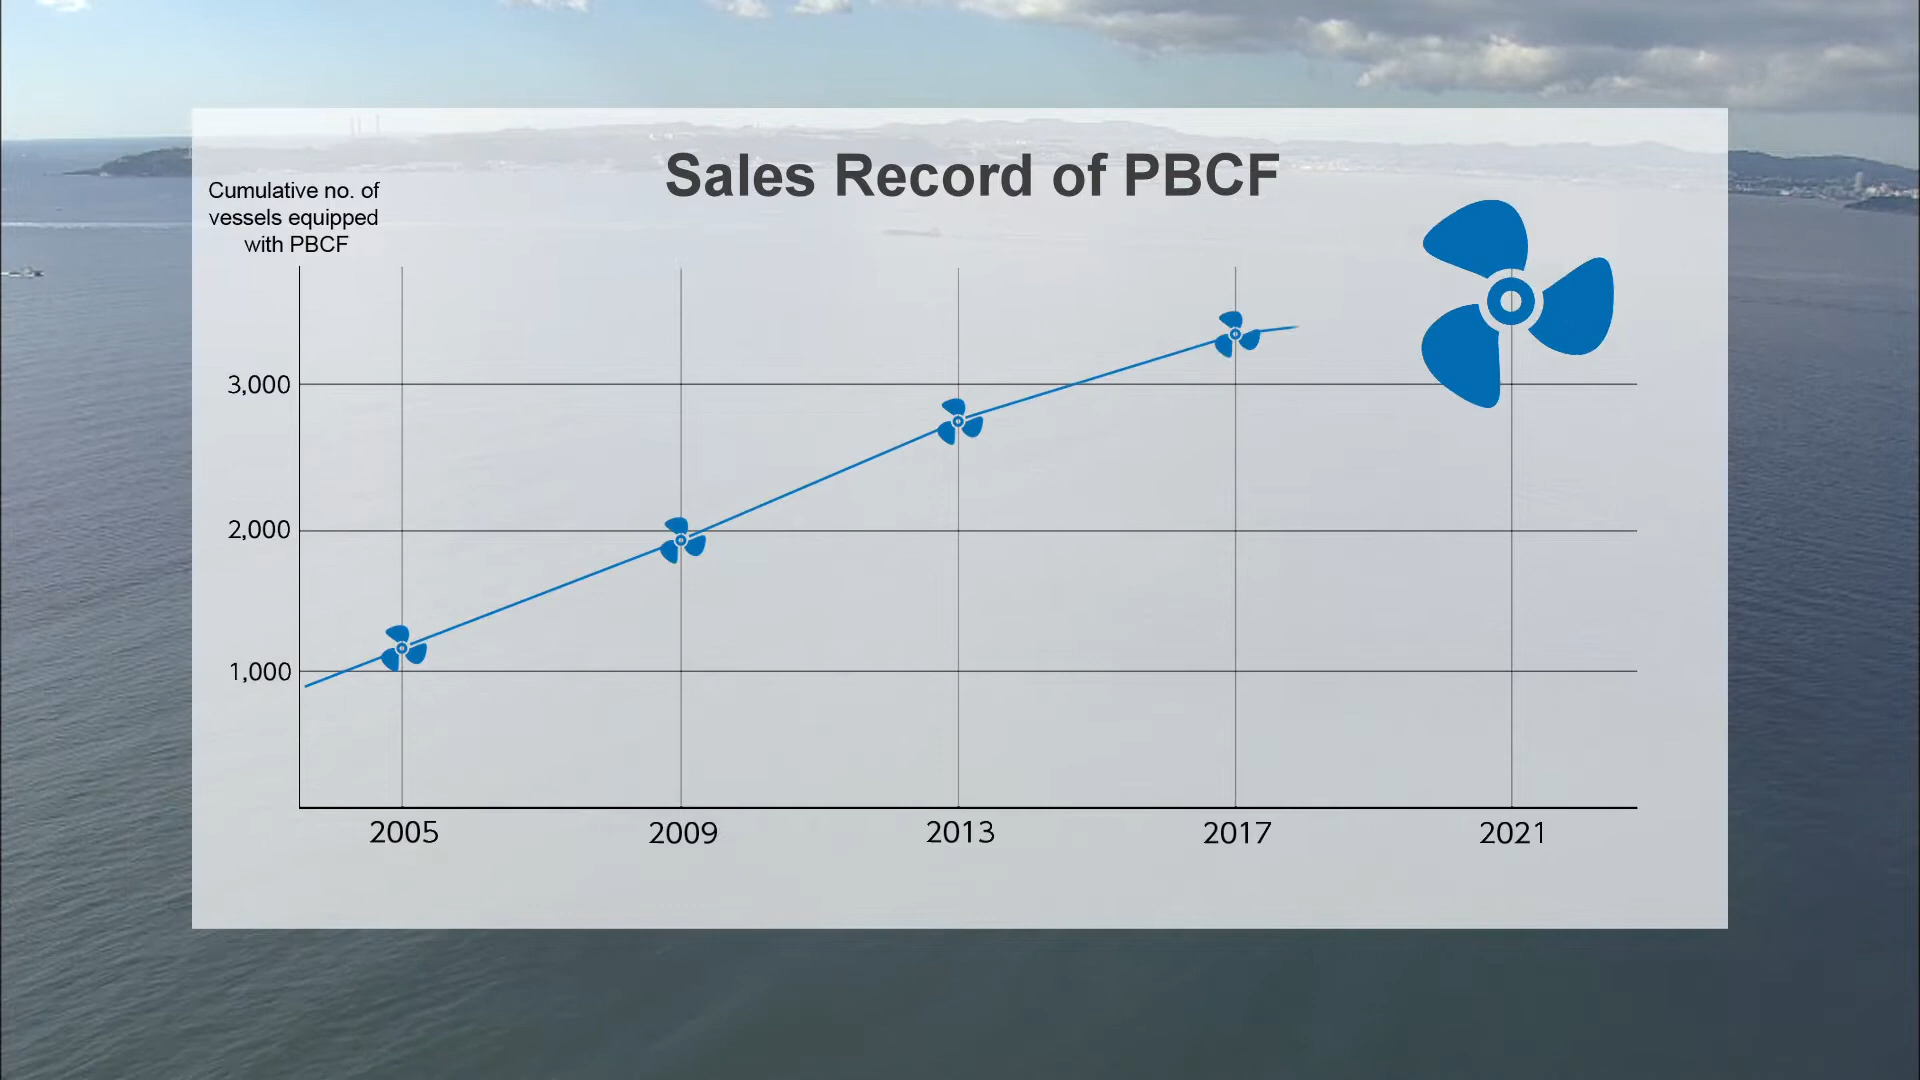 Sales Record of PBCF
Cumulative no. of
vessels equipped
with PBCF
3,000
2,000
1,000
2005
2009
2013
2017
2021